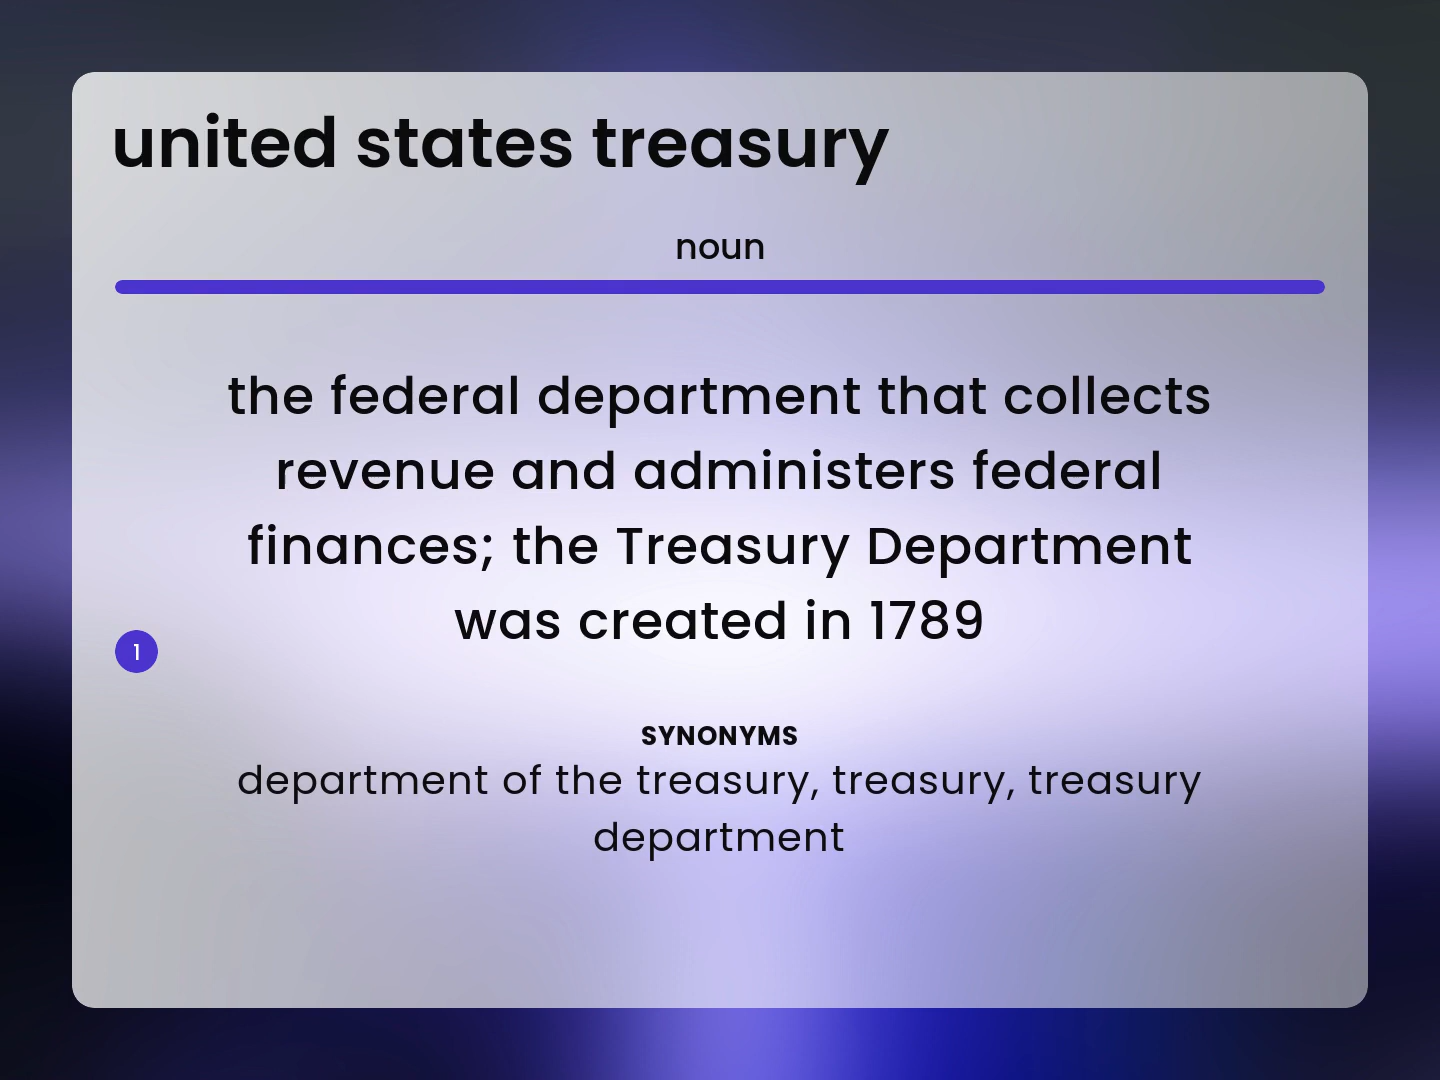 united states treasury
noun
the federal department that collects
revenue and administers federal
finances; the Treasury Department
was created in 1789
1
SYNONYMS
department of the treasury, treasury, treasury
department